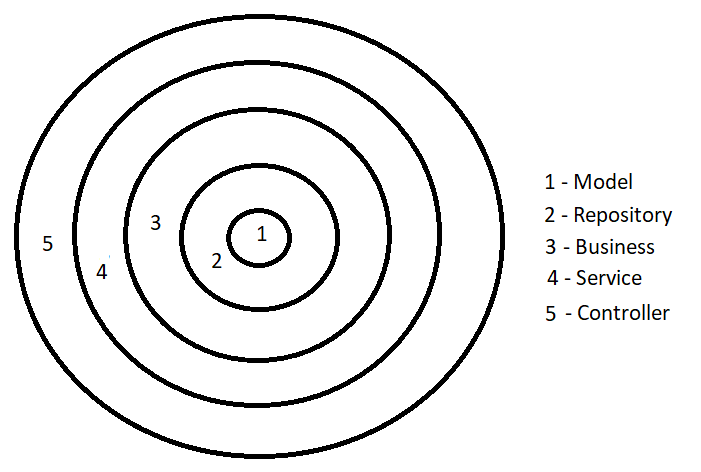 5
4
3
2
1
1 - Model
2 - Repository
3 - Business
4 - Service
5 - Controller